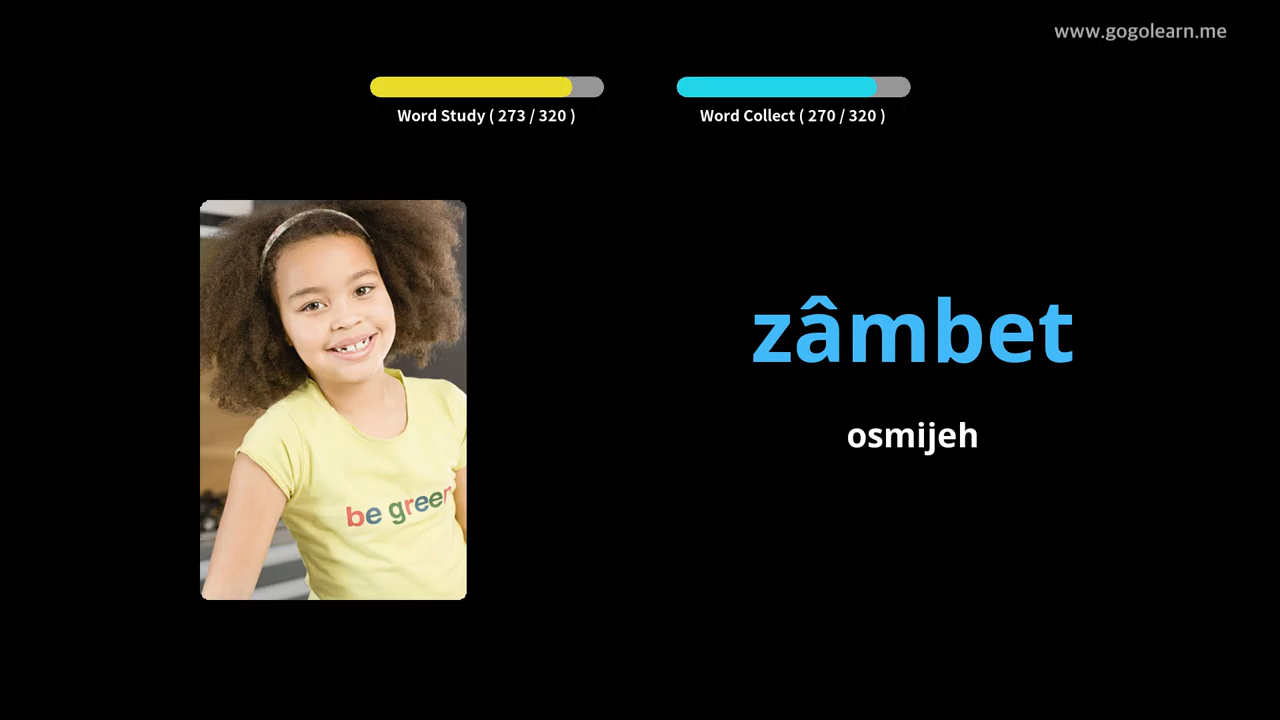 www.gogolearn.me
Word Study ( 273 / 320 )
Word Collect ( 270 / 320 )
zâmbet
osmijeh
be green